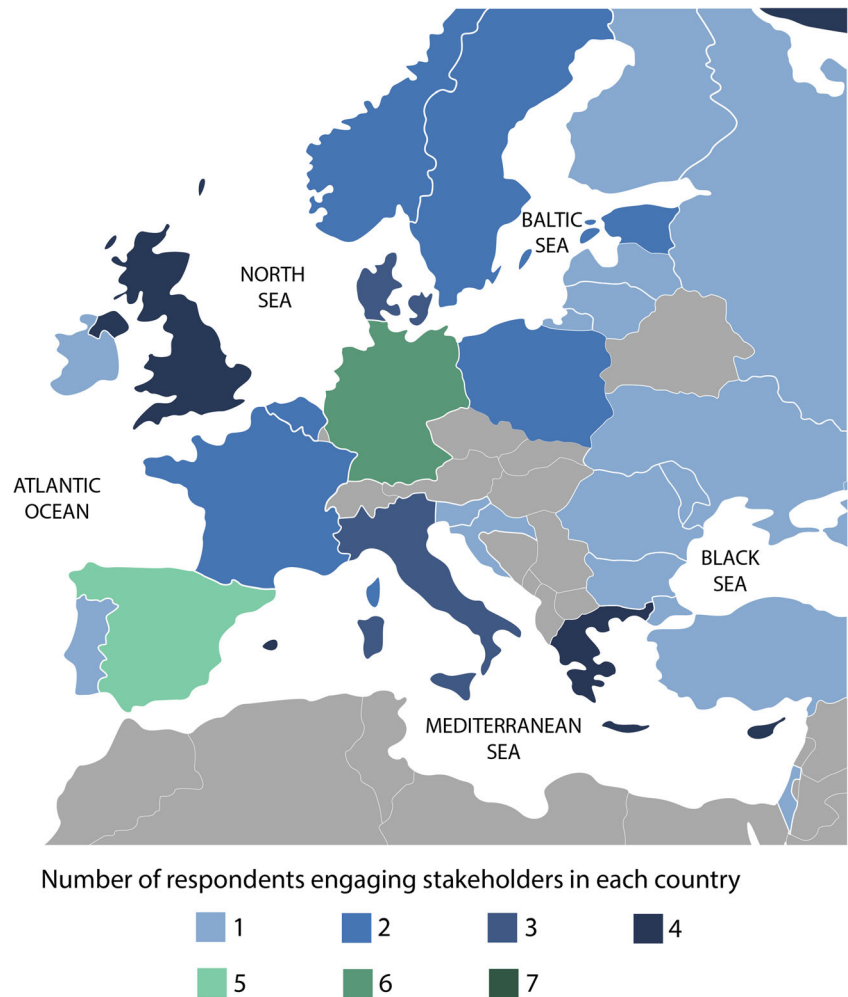 BALTIC
SEA
NORTH
SEA
ATLANTIC
OCEAN
BLACK
SEA
MEDITERRANEAN
SEA
Number of respondents engaging stakeholders in each country
1 2 3 4
5 6 7